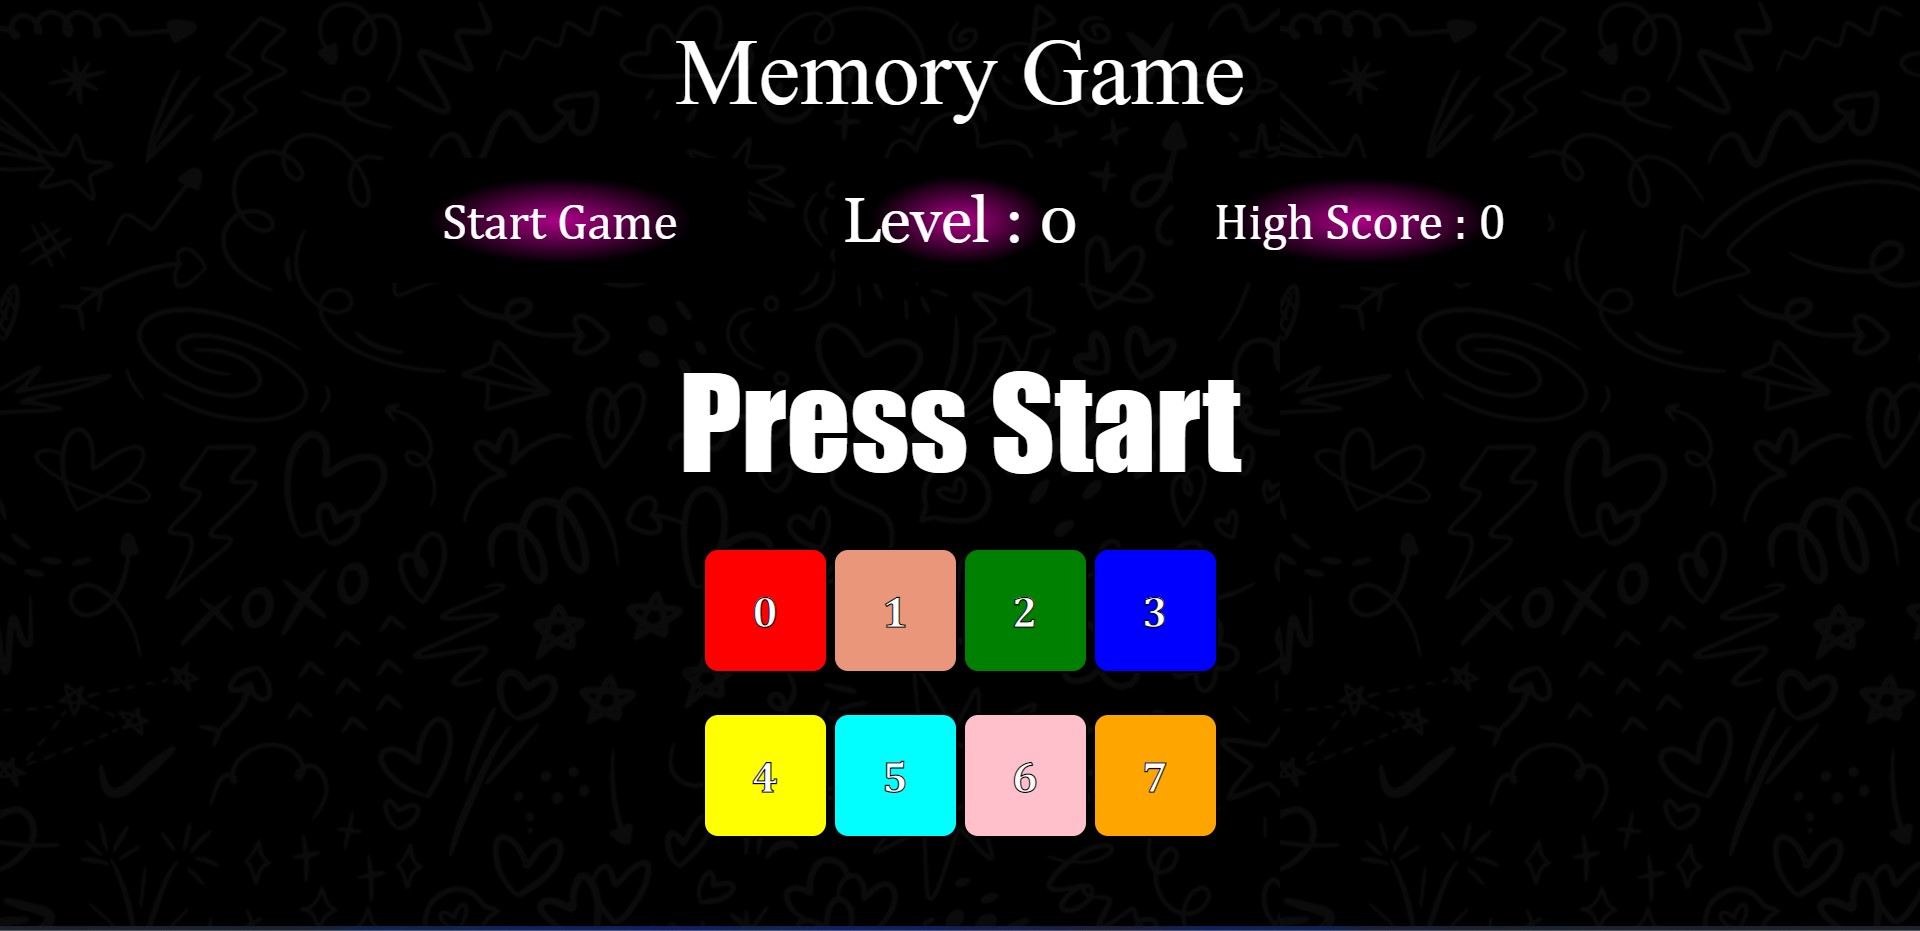 Memory Game
Start Game
Level : 0
High Score : 0
Press Start
0 1 2 3
4 5 6 7